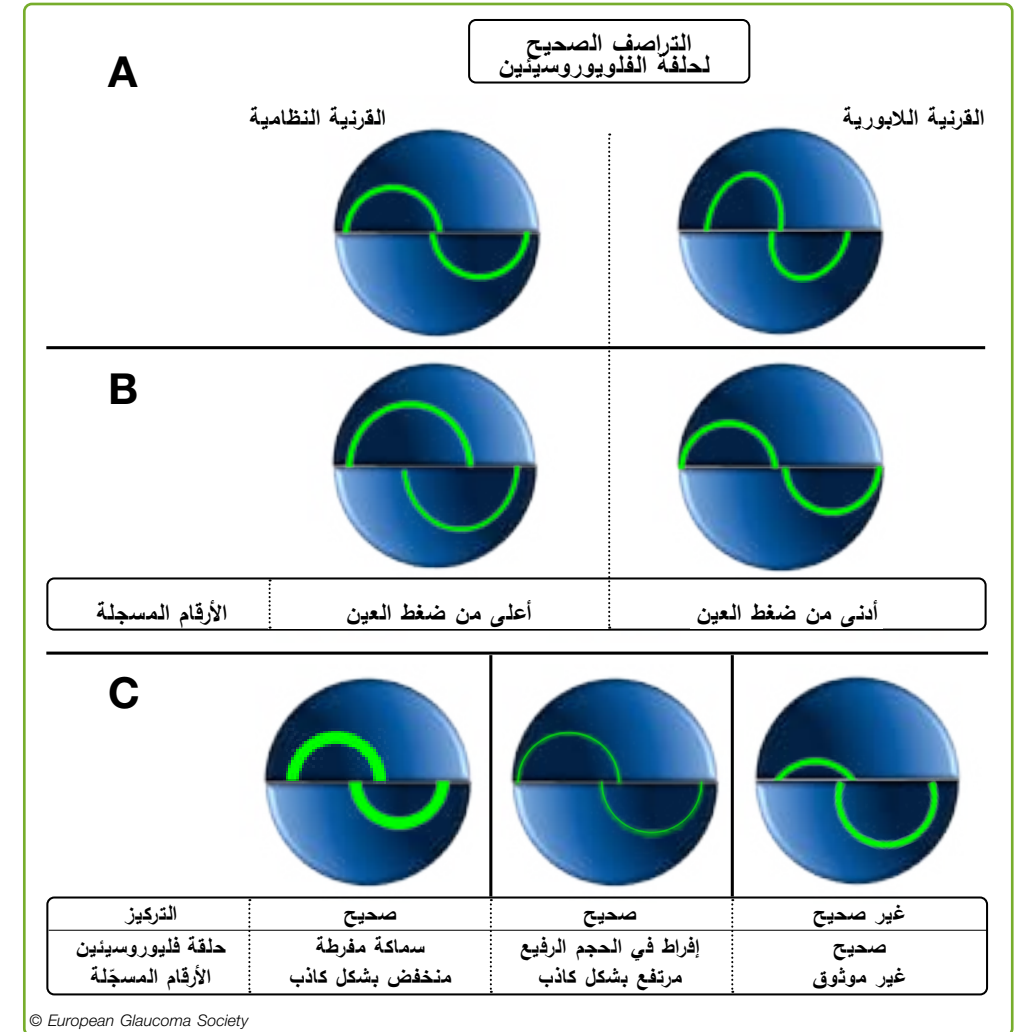 A
التراصف الصحيح
لحلفة الفلويوروسيئين
القرنية اللابورية
القرنية النظامية
B
أدنى من ضغط العين
أعلى من ضغط العين
الأرقام المسجلة
C
التركيز
صحيح
صحيح
غير صحيح
حلقة فليوروسيئين
سماكة مفرطة
إفراط في الحجم الرفيع
صحيح
الأرقام المسجّلة
منخفض بشكل كاذب
مرتفع بشكل كاذب
غير موثوق
© European Glaucoma Society